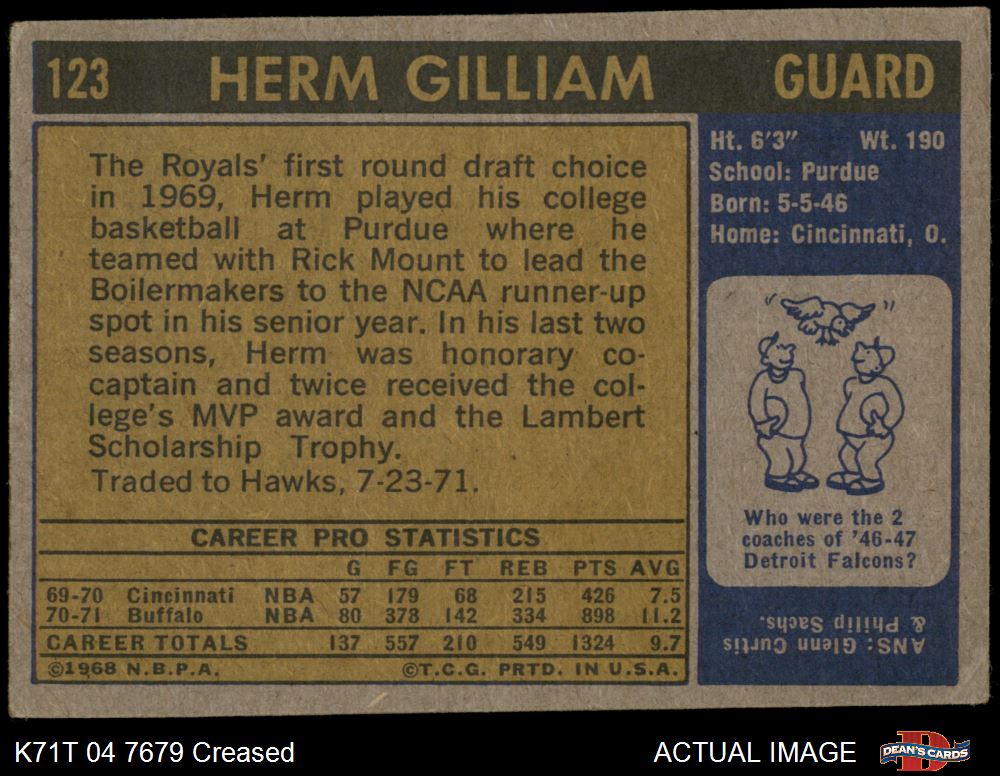 123 HERM GILLIAM GUARD
The Royals' first round draft choice
in 1969, Herm played his college
basketball at Purdue where he
teamed with Rick Mount to lead the
Boilermakers to the NCAA runner-up
spot in his senior year. In his last two
seasons, Herm was honorary co-
captain and twice received the col-
lege's MVP award and the Lambert
Scholarship Trophy.
Traded to Hawks, 7-23-71.
CAREER PRO STATISTICS
G FG FT REB PTS AVG
69-70 Cincinnati NBA 57 179 68 215 426 7.5
70-71 Buffalo NBA 80 378 142 334 898 11.2
CAREER TOTALS 137 557 210 549 1324 9.7
©1968 N.B.P.A. ©T.C.G. PRTD. IN U.S.A.
Ht. 6'3" Wt. 190
School: Purdue
Born: 5-5-46
Home: Cincinnati, O.
Who were the 2
coaches of '46-47
Detroit Falcons?
ANS: Glenn Curtis
& Philip Sachs.
K71T 04 7679 Creased ACTUAL IMAGE
D
DEAN'S CARDS